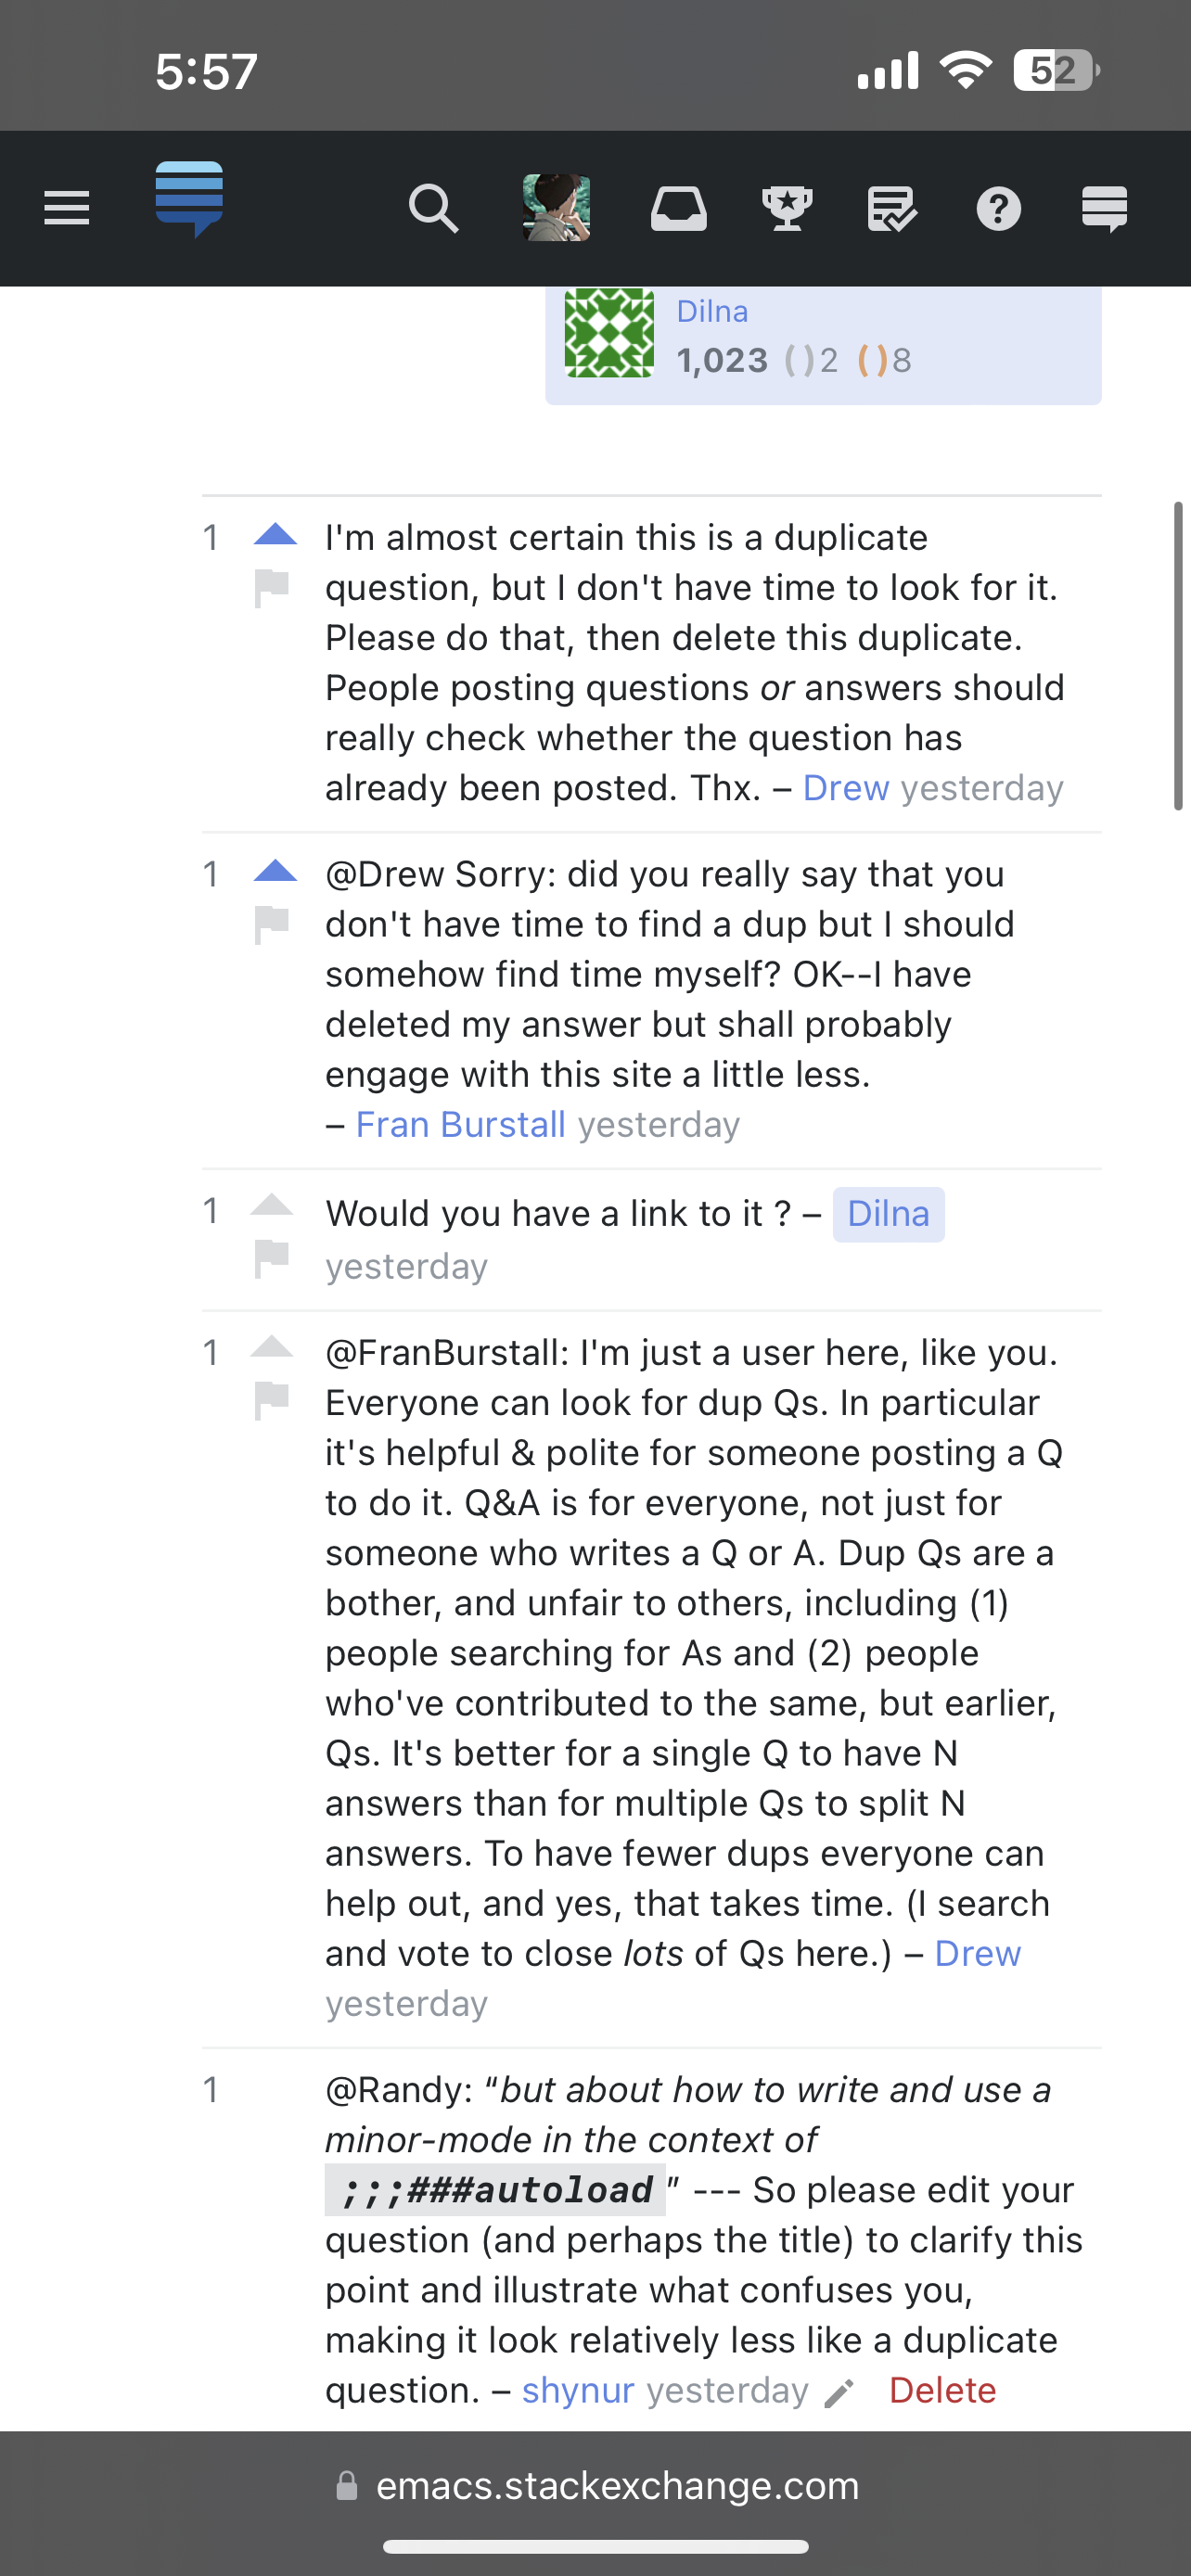 5:57
52
Dilna
1,023 2 8
1
I'm almost certain this is a duplicate
question, but I don't have time to look for it.
Please do that, then delete this duplicate.
People posting questions or answers should
really check whether the question has
already been posted. Thx. – Drew yesterday
1
@Drew Sorry: did you really say that you
don't have time to find a dup but I should
somehow find time myself? OK--I have
deleted my answer but shall probably
engage with this site a little less.
– Fran Burstall yesterday
1
Would you have a link to it ? – Dilna
yesterday
1
@FranBurstall: I'm just a user here, like you.
Everyone can look for dup Qs. In particular
it's helpful & polite for someone posting a Q
to do it. Q&A is for everyone, not just for
someone who writes a Q or A. Dup Qs are a
bother, and unfair to others, including (1)
people searching for As and (2) people
who've contributed to the same, but earlier,
Qs. It's better for a single Q to have N
answers than for multiple Qs to split N
answers. To have fewer dups everyone can
help out, and yes, that takes time. (I search
and vote to close lots of Qs here.) – Drew
yesterday
1
@Randy: “but about how to write and use a
minor-mode in the context of
;;;###autoload” --- So please edit your
question (and perhaps the title) to clarify this
point and illustrate what confuses you,
making it look relatively less like a duplicate
question. – shynur yesterday Delete
emacs.stackexchange.com